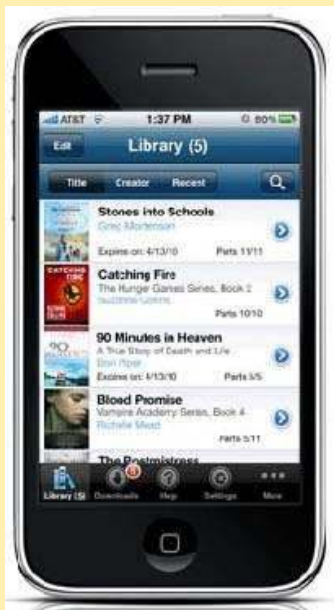 AT&T 1:37 PM 80%
Edit Library (5)
Title Creator Recent
Stones into Schools
Greg Mortenson
Expires on: 4/13/10 Parts 11/11
CATCHING FIRE
Catching Fire
The Hunger Games Series, Book 2
Suzanne Collins
Parts 10/10
90
90 Minutes in Heaven
A True Story of Death and Life
Don Piper
Expires on: 4/13/10 Parts 5/5
Blood Promise
Vampire Academy Series, Book 4
Richelle Mead
Parts 5/11
The Postmistress
Library (5) Downloads Help Settings More